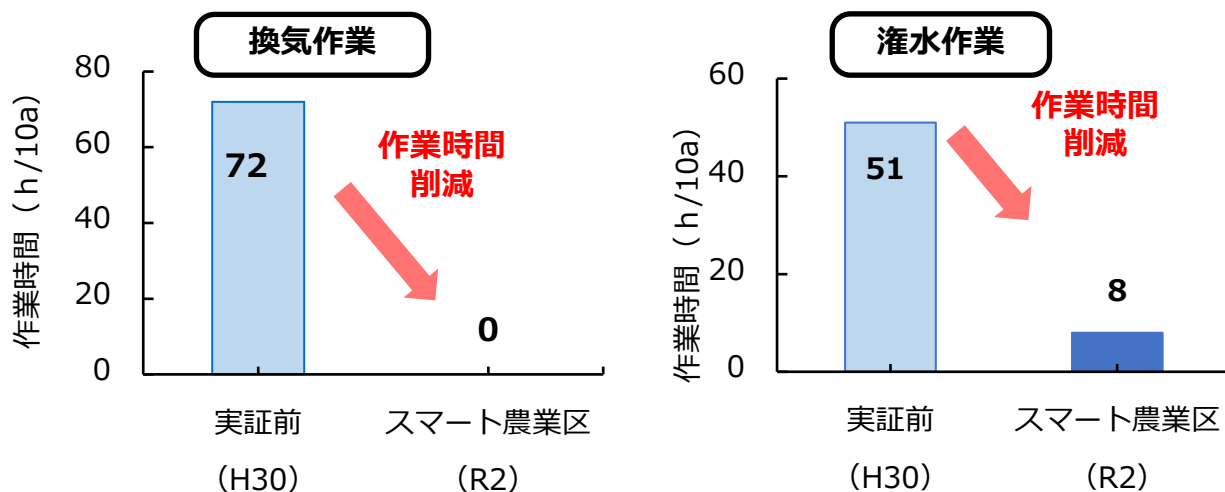 換気作業
作業時間（ｈ/10a）
80
60
40
20
0
72
作業時間
削減
0
実証前
（H30）
スマート農業区
（R2）
潅水作業
作業時間（ｈ/10a）
60
40
20
0
51
作業時間
削減
8
実証前
（H30）
スマート農業区
（R2）